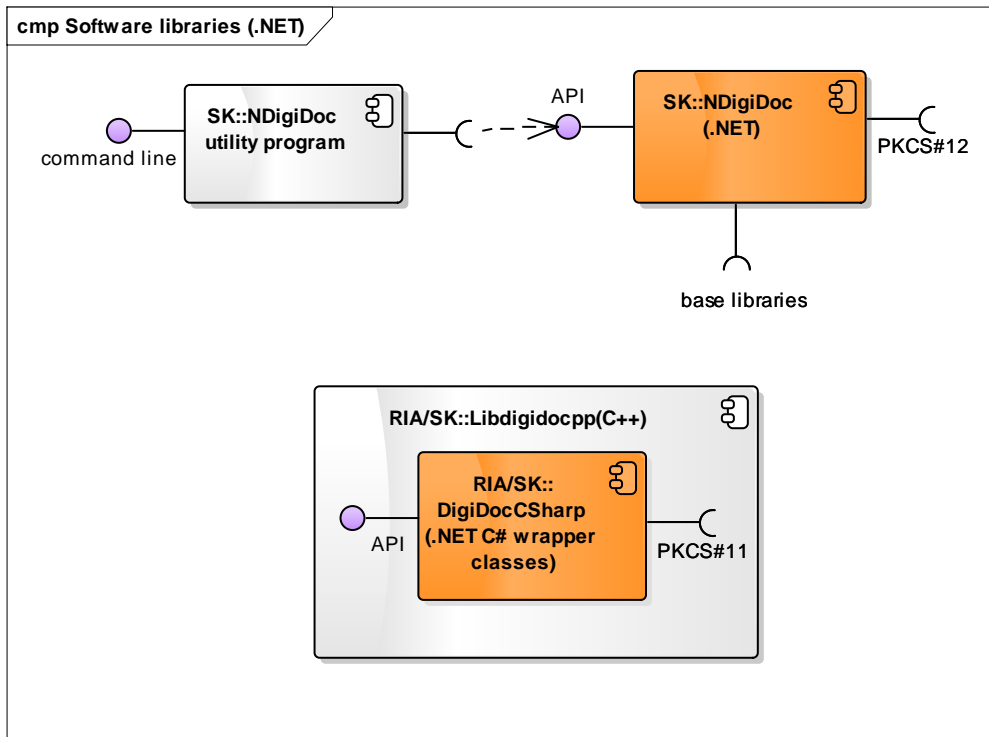 cmp Software libraries (.NET)
SK::NDigiDoc
utility program
command line
API
SK::NDigiDoc
(.NET)
PKCS#12
base libraries
RIA/SK::Libdigidocpp(C++)
RIA/SK::
DigiDocCSharp
(.NET C# wrapper
classes)
API
PKCS#11